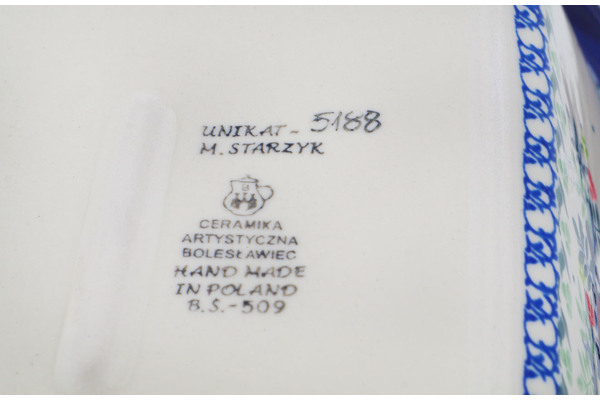 UNIKAT- 5188
M. STARZYK
CERAMIKA
ARTYSTYCZNA
BOLESŁAWIEC
HAND MADE
IN POLAND
B.Ś.-509